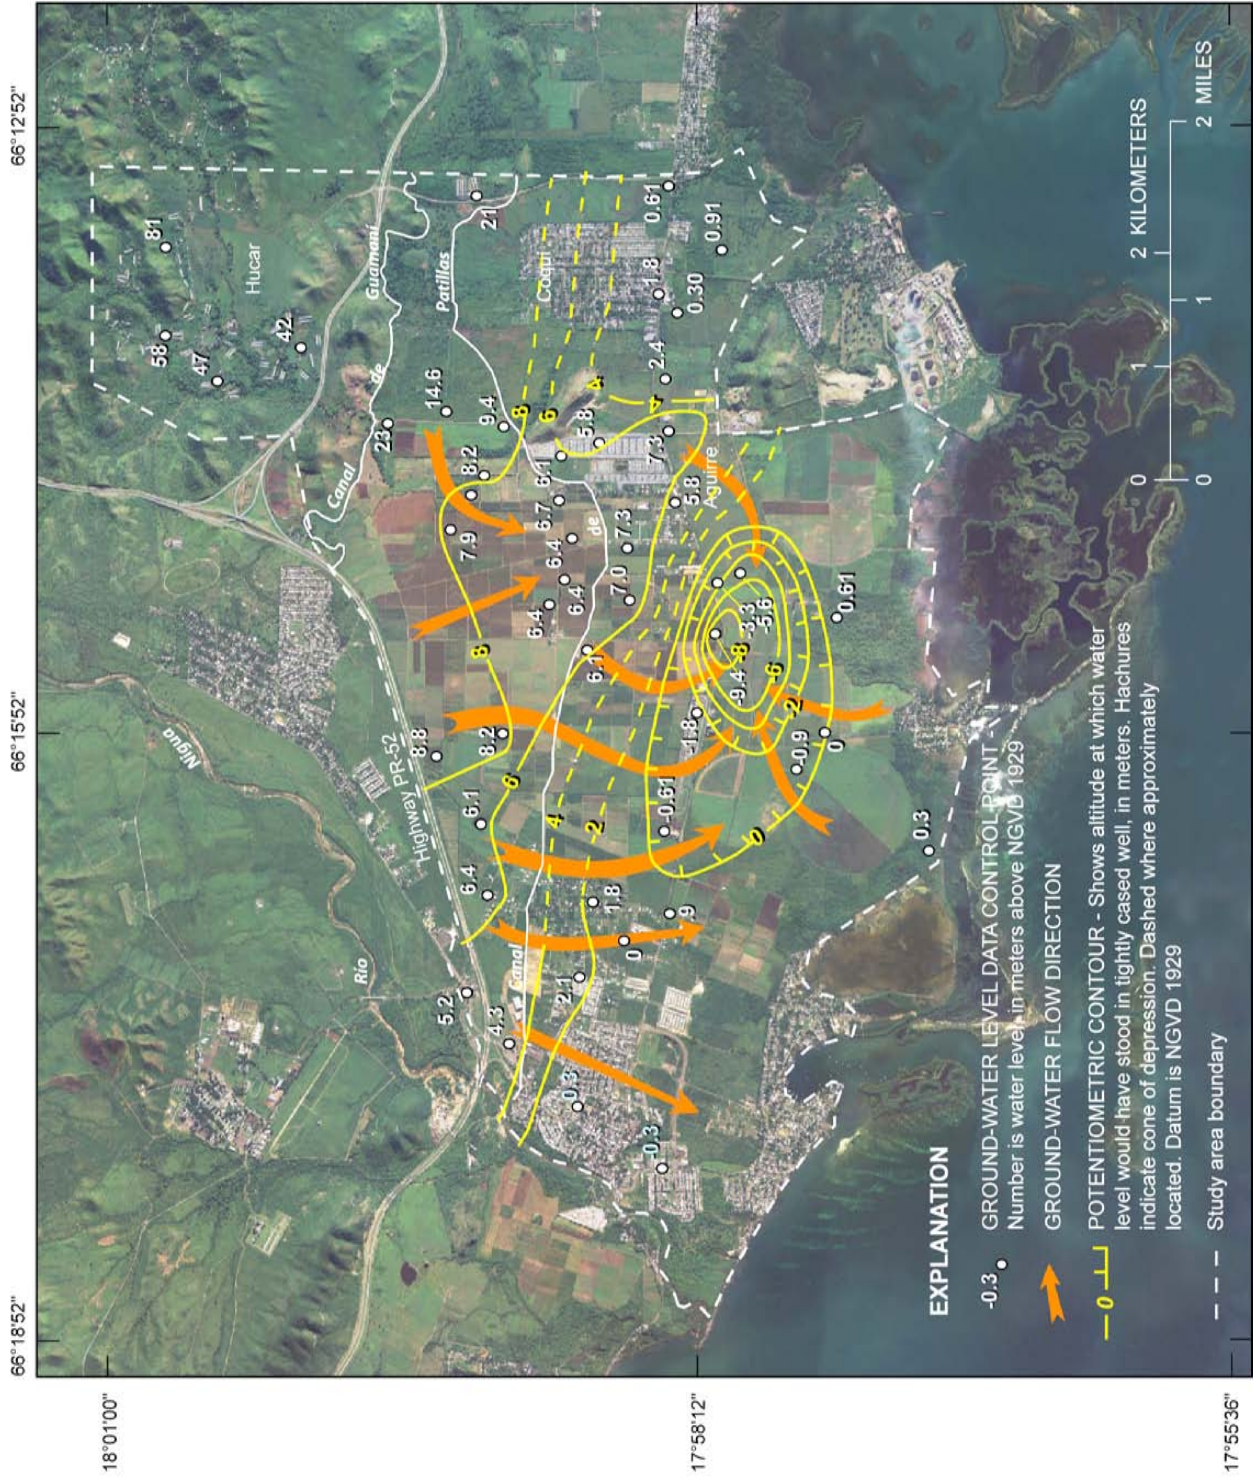 66°18'52"
66°15'52"
66°12'52"
18°01'00"
17°58'12"
17°55'36"
81
58
47
42
Hucar
Guamaní
de
Canal
Patillas
21
23
14.6
9.4
8
6
Coqui
8.2
7.9
6.1
5.8
4
4
6.7
6.4
6.4
6.4
de
7.3
7.0
7.3
2.4
1.8
0.30
0.61
0.91
5.8
Aguirre
6.1
8
8.8
8.2
Highway PR-52
Nigua
Río
6.1
6.4
5.2
4.3
Canal
6
4
2
1.8
.9
0
2.1
0.3
-0.3
-0.61
-1.8
-9.4
-8
-3.3
-5.6
-6
-2
0.61
-0.9
0
0
0.3
EXPLANATION
-0.3
GROUND-WATER LEVEL DATA CONTROL POINT -
Number is water level, in meters above NGVD 1929
GROUND-WATER FLOW DIRECTION
0
POTENTIOMETRIC CONTOUR - Shows altitude at which water
level would have stood in tightly cased well, in meters. Hachures
indicate cone of depression. Dashed where approximately
located. Datum is NGVD 1929
Study area boundary
0 1 2 KILOMETERS
0 1 2 MILES